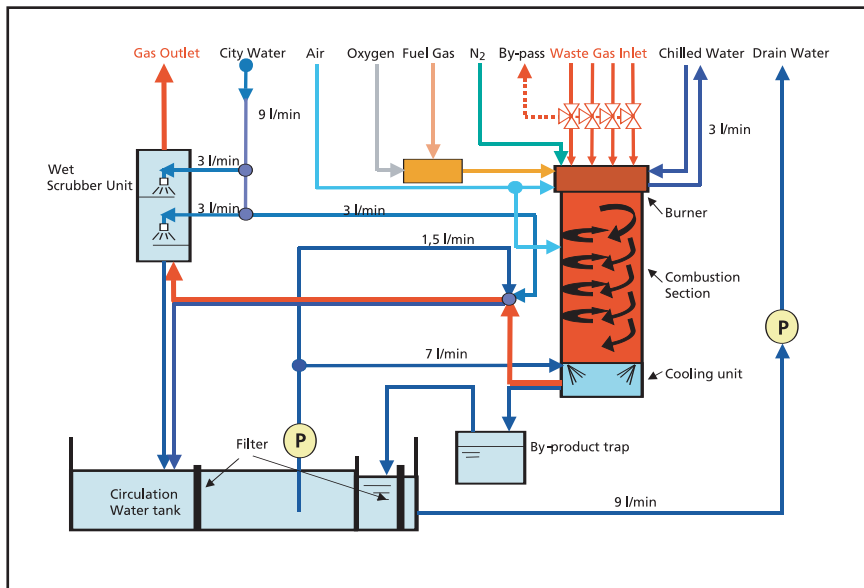 Gas Outlet
City Water
Air
Oxygen
Fuel Gas
N2
By-pass
Waste Gas Inlet
Chilled Water
Drain Water
9 l/min
3 l/min
Wet
Scrubber Unit
3 l/min
3 l/min
3 l/min
1,5 l/min
Burner
Combustion
Section
7 l/min
Cooling unit
P
P
Filter
By-product trap
Circulation
Water tank
9 l/min